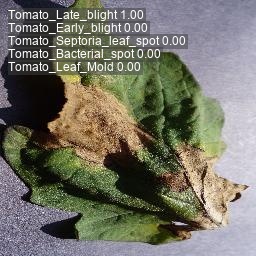 Tomato_Late_blight 1.00
Tomato_Early_blight 0.00
Tomato_Septoria_leaf_spot 0.00
Tomato_Bacterial_spot 0.00
Tomato_Leaf_Mold 0.00